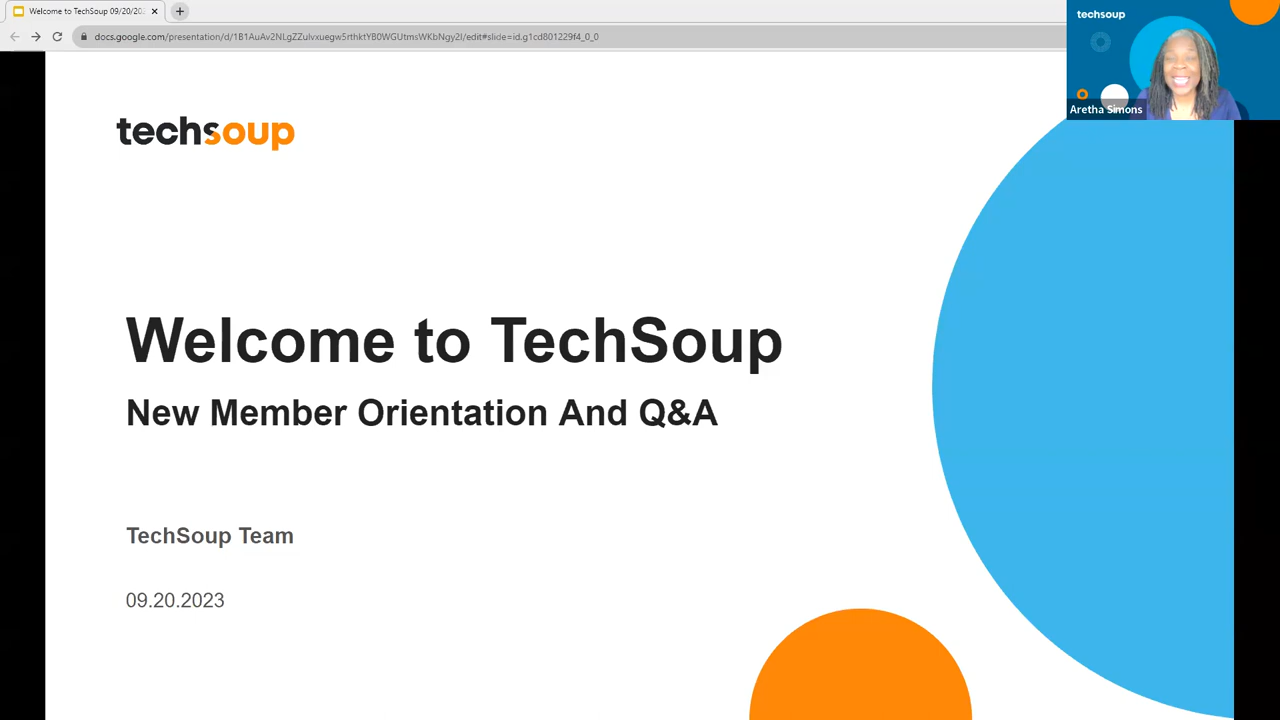 Welcome to TechSoup 09/20/202
docs.google.com/presentation/d/1B1AuAv2NLgZZulvxuegw5rthktYB0WGUtmsWKbNgy2I/edit#slide=id.g1cd801229f4_0_0
techsoup
Aretha Simons
techsoup
Welcome to TechSoup
New Member Orientation And Q&A
TechSoup Team
09.20.2023